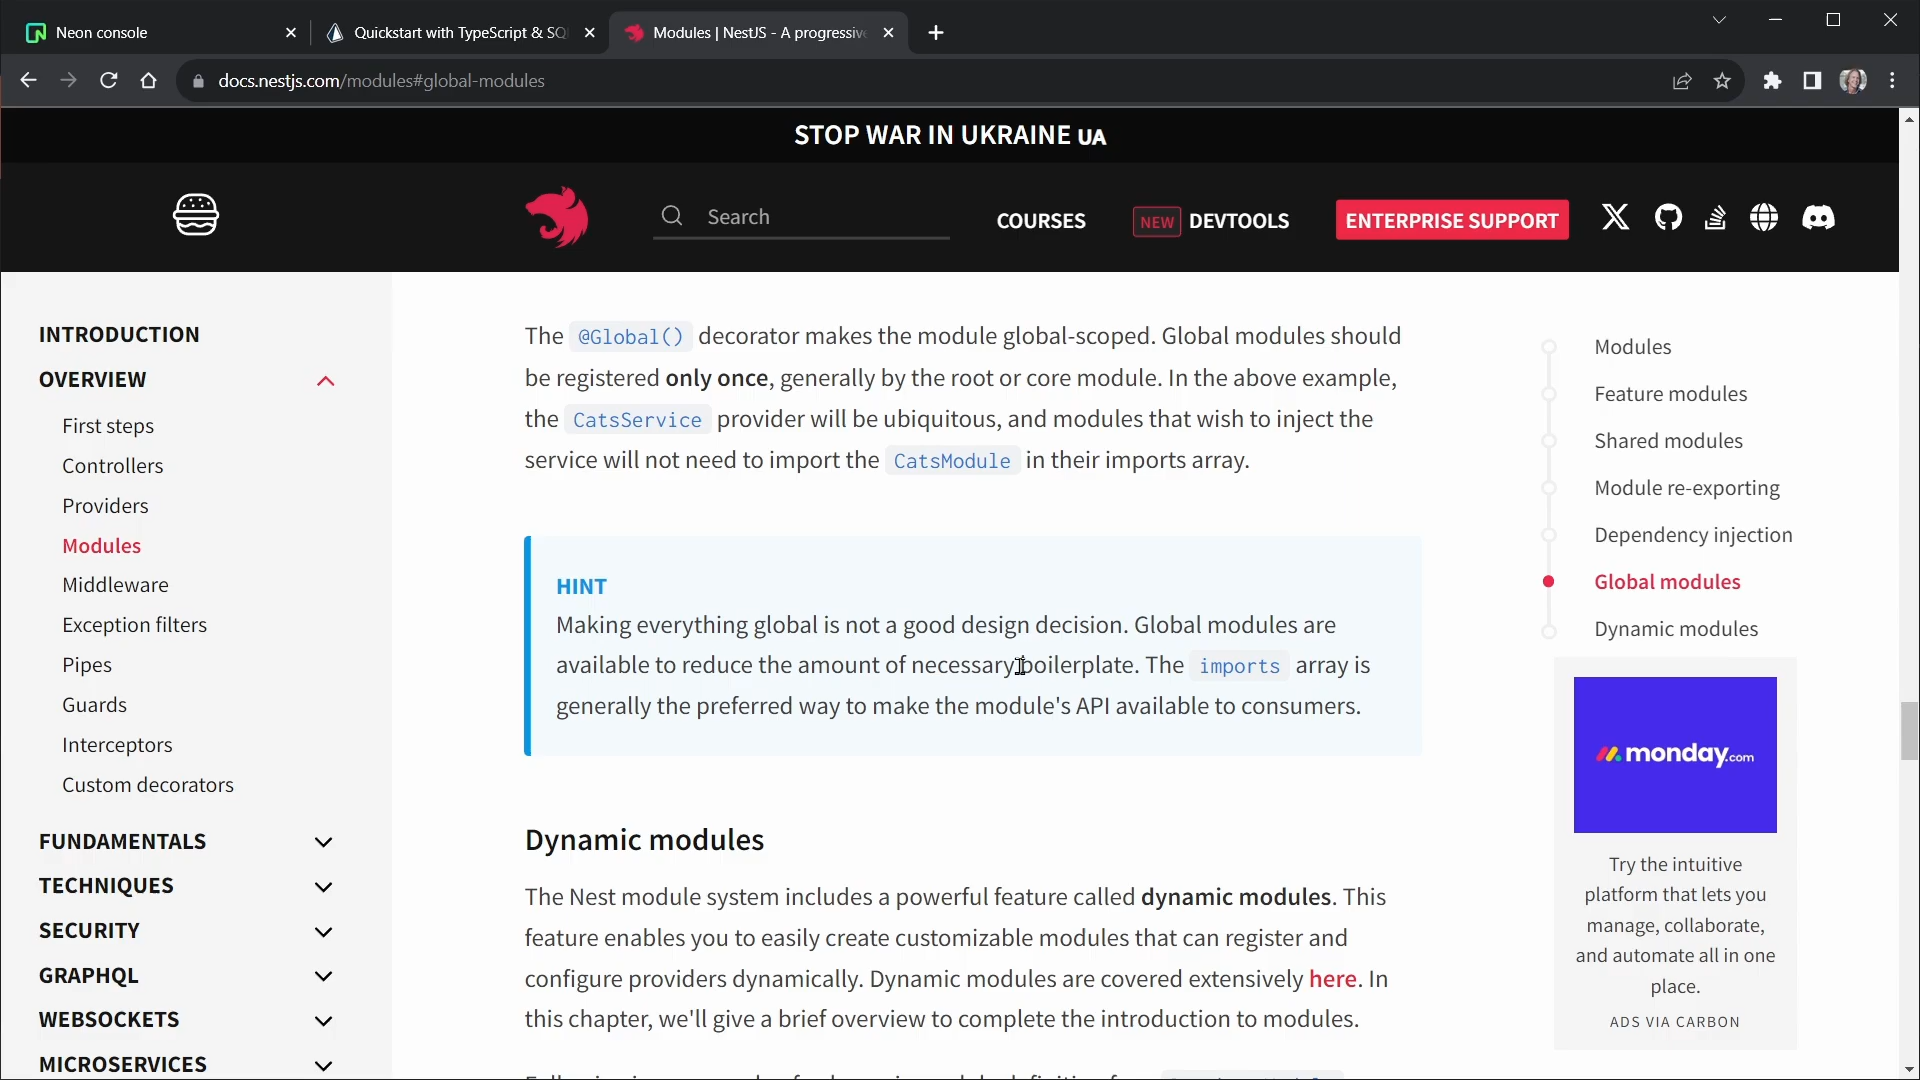 Neon console
Quickstart with TypeScript & SQ
Modules | NestJS - A progressive
docs.nestjs.com/modules#global-modules
STOP WAR IN UKRAINE UA
Search
COURSES
NEW DEVTOOLS
ENTERPRISE SUPPORT
INTRODUCTION
OVERVIEW
First steps
Controllers
Providers
Modules
Middleware
Exception filters
Pipes
Guards
Interceptors
Custom decorators
FUNDAMENTALS
TECHNIQUES
SECURITY
GRAPHQL
WEBSOCKETS
MICROSERVICES
The @Global() decorator makes the module global-scoped. Global modules should
be registered only once, generally by the root or core module. In the above example,
the CatsService provider will be ubiquitous, and modules that wish to inject the
service will not need to import the CatsModule in their imports array.
HINT
Making everything global is not a good design decision. Global modules are
available to reduce the amount of necessary boilerplate. The imports array is
generally the preferred way to make the module's API available to consumers.
Dynamic modules
The Nest module system includes a powerful feature called dynamic modules. This
feature enables you to easily create customizable modules that can register and
configure providers dynamically. Dynamic modules are covered extensively here. In
this chapter, we'll give a brief overview to complete the introduction to modules.
Modules
Feature modules
Shared modules
Module re-exporting
Dependency injection
Global modules
Dynamic modules
monday.com
Try the intuitive
platform that lets you
manage, collaborate,
and automate all in one
place.
ADS VIA CARBON